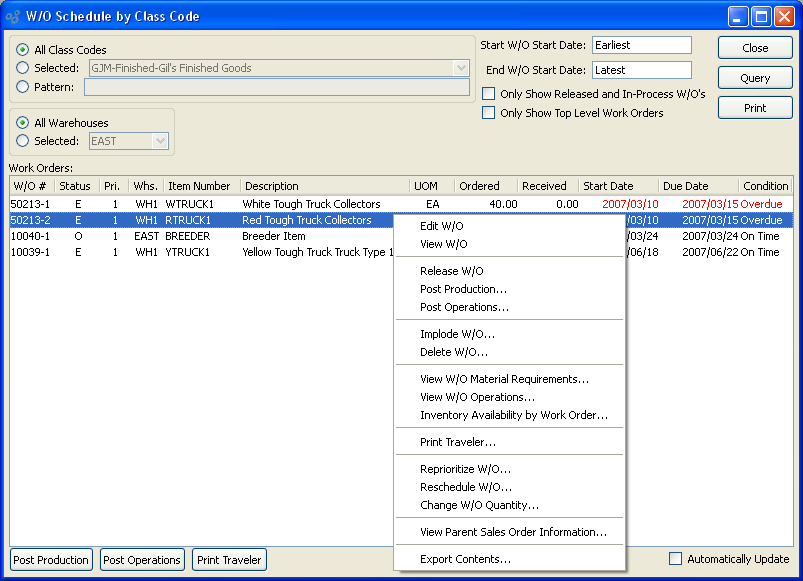 W/O Schedule by Class Code
All Class Codes
Selected: GJM-Finished-Gil's Finished Goods
Pattern:
Start W/O Start Date: Earliest
End W/O Start Date: Latest
Only Show Released and In-Process W/O's
Only Show Top Level Work Orders
Close
Query
Print
All Warehouses
Selected: EAST
Work Orders:
W/O # Status Pri. Whs. Item Number Description UOM Ordered Received Start Date Due Date Condition
50213-1 E 1 WH1 WTRUCK1 White Tough Truck Collectors EA 40.00 0.00 2007/03/10 2007/03/15 Overdue
50213-2 E 1 WH1 RTRUCK1 Red Tough Truck Collectors /03/10 2007/03/15 Overdue
10040-1 O 1 EAST BREEDER Breeder Item /03/24 2007/03/24 On Time
10039-1 E 1 WH1 YTRUCK1 Yellow Tough Truck Truck Type 1 /06/18 2007/06/22 On Time
Edit W/O
View W/O
Release W/O
Post Production...
Post Operations...
Implode W/O...
Delete W/O...
View W/O Material Requirements...
View W/O Operations...
Inventory Availability by Work Order...
Print Traveler...
Reprioritize W/O...
Reschedule W/O...
Change W/O Quantity...
View Parent Sales Order Information...
Export Contents...
Post Production
Post Operations
Print Traveler
Automatically Update